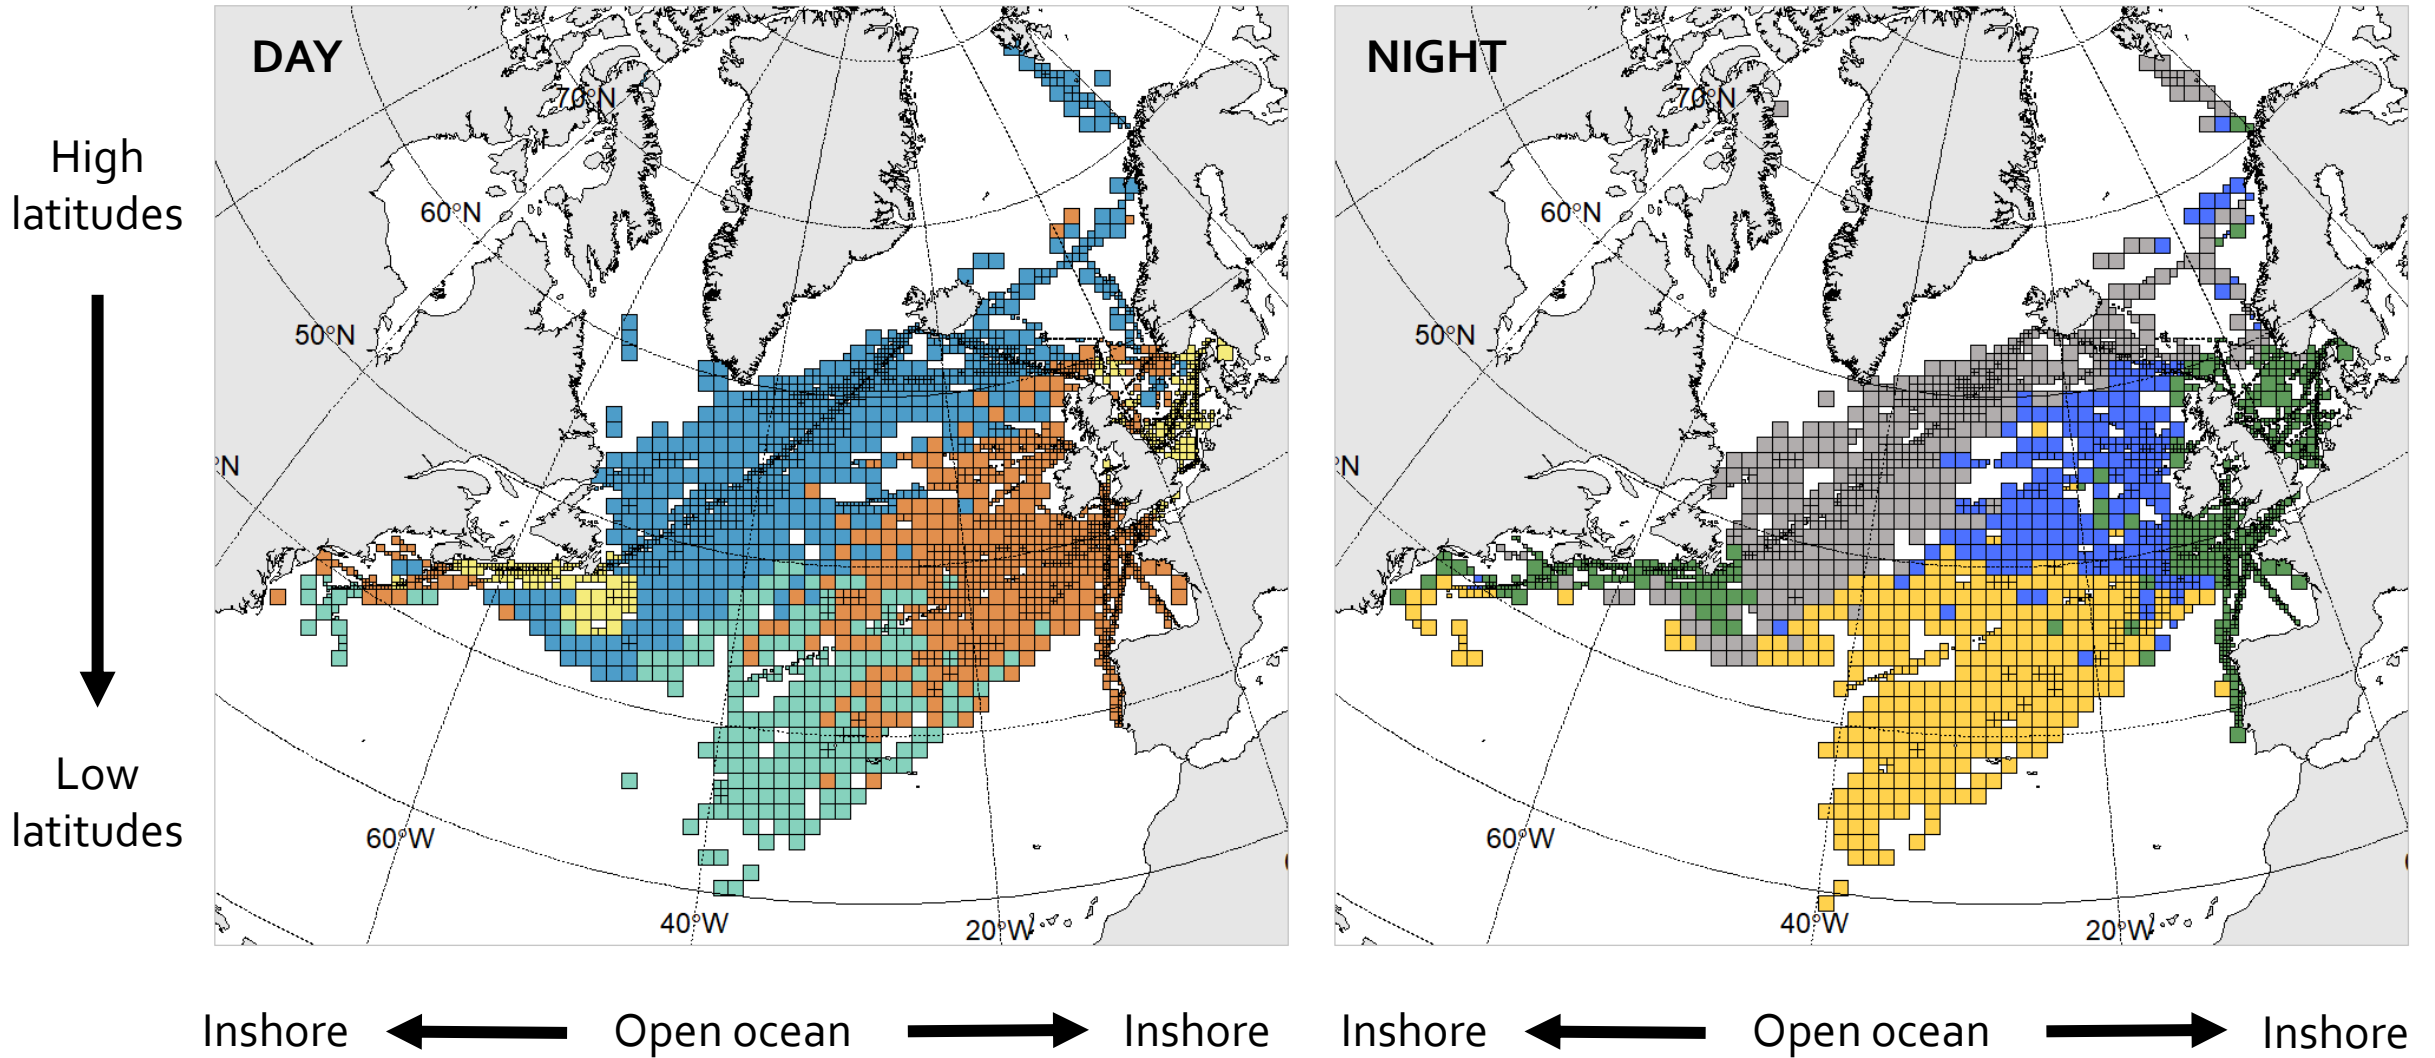 DAY
NIGHT
70°N
70°N
High
latitudes
60°N
60°N
50°N
50°N
°N
°N
Low
latitudes
60°W
60°W
40°W
20°W
40°W
20°W
Inshore
Open ocean
Inshore
Inshore
Open ocean
Inshore